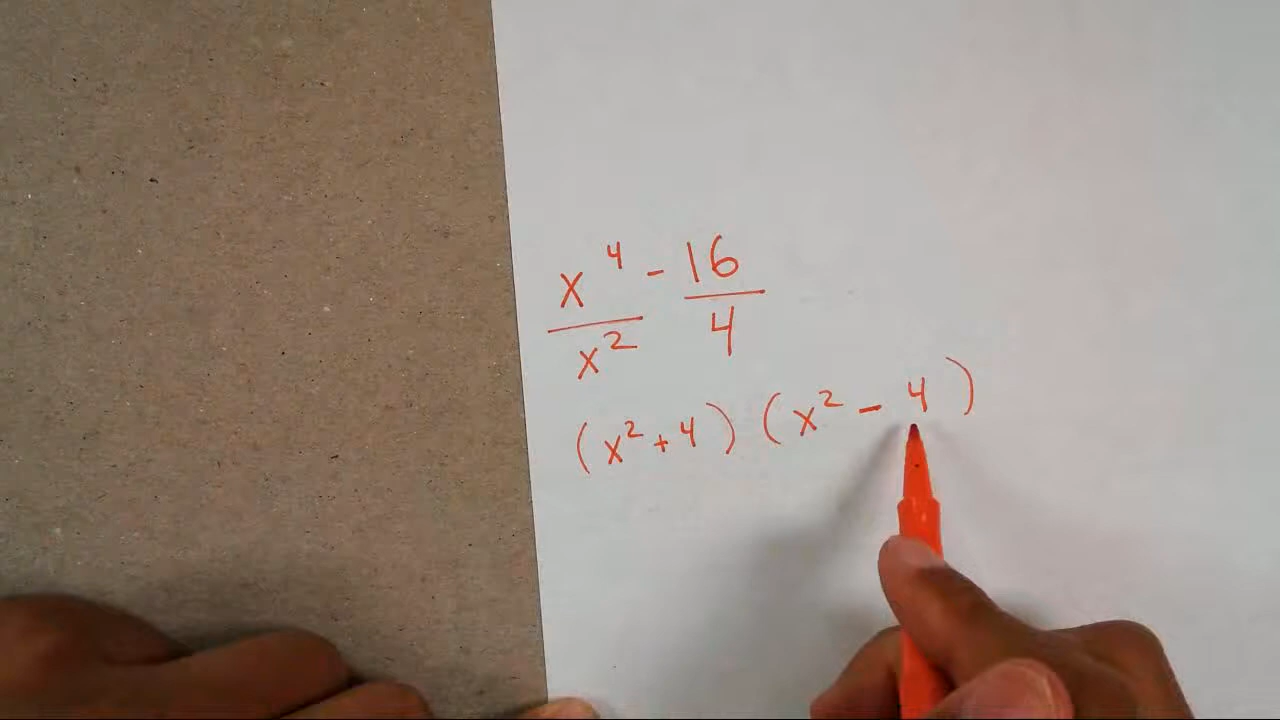 x⁴ - 16
x² 4
(x² + 4) (x² - 4)